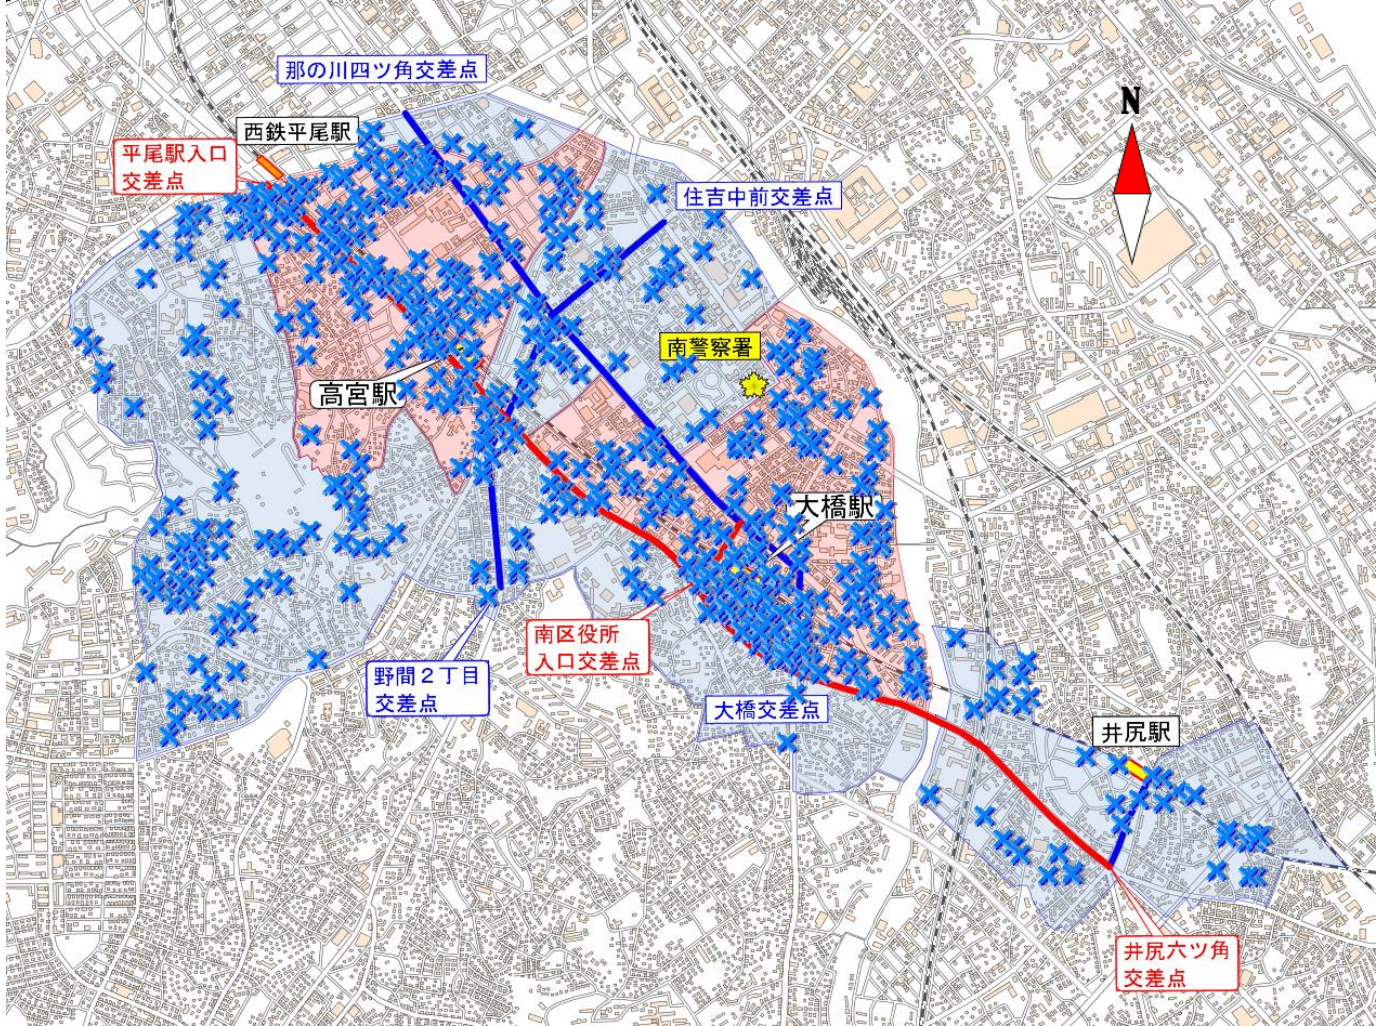 那の川四ツ角交差点
N
西鉄平尾駅
平尾駅入口
交差点
住吉中前交差点
南警察署
高宮駅
大橋駅
南区役所
入口交差点
野間2丁目
交差点
大橋交差点
井尻駅
井尻六ツ角
交差点